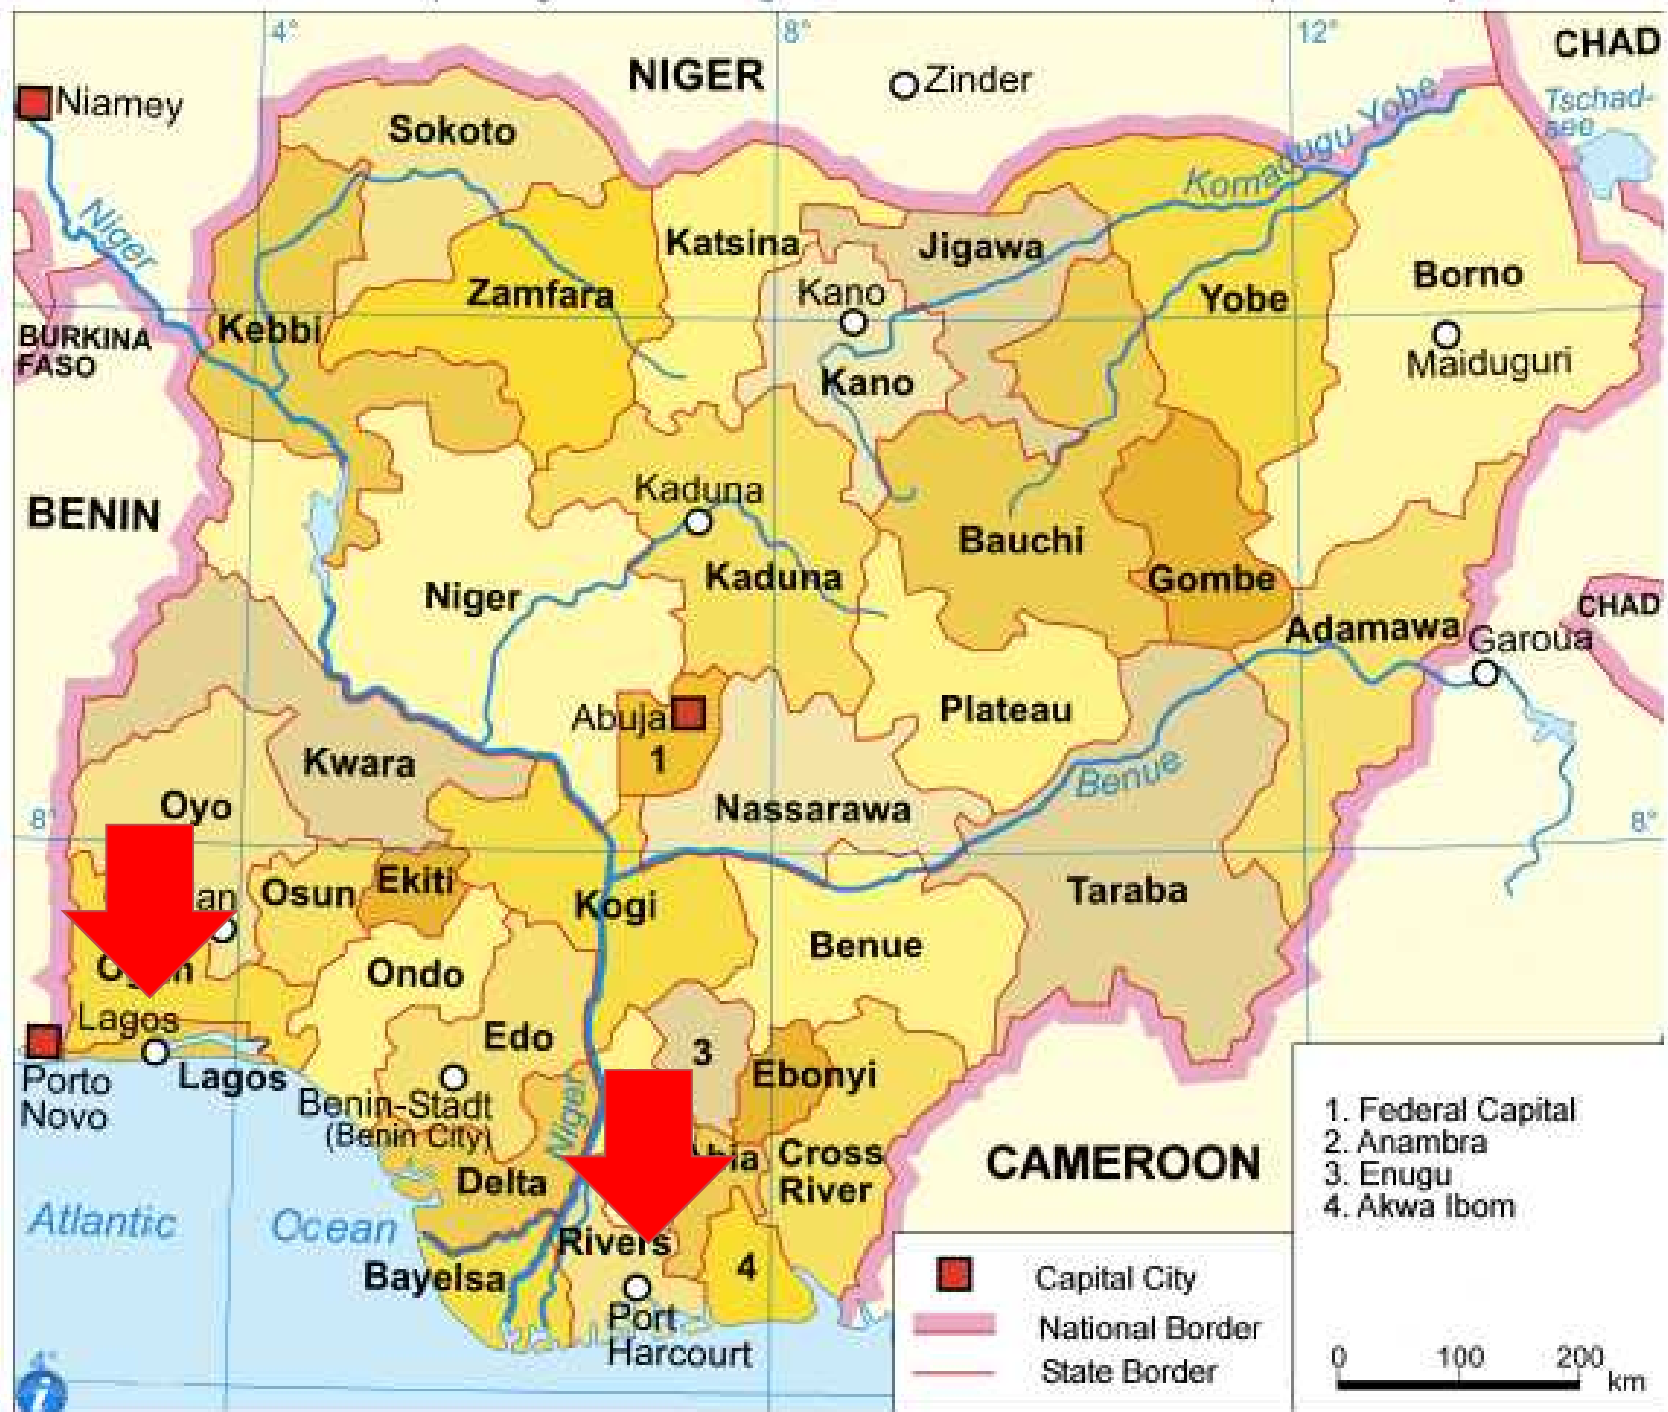 4°
8°
12°
CHAD
NIGER
Zinder
Niamey
Tschad-
see
Sokoto
Komadugu Yobe
Niger
Katsina
Jigawa
Borno
Zamfara
Kano
Yobe
Kebbi
BURKINA
FASO
Maiduguri
Kano
Kaduna
BENIN
Bauchi
Kaduna
Gombe
Niger
CHAD
Adamawa
Garoua
Abuja
Plateau
1
Kwara
Benue
Oyo
Nassarawa
8°
8°
Ekiti
Osun
Taraba
an
Kogi
Benue
Ondo
Lagos
Edo
3
Ebonyi
Lagos
Porto
Novo
Benin-Stadt
(Benin City)
Niger
1. Federal Capital
2. Anambra
3. Enugu
4. Akwa Ibom
bia
Cross
River
CAMEROON
Delta
Atlantic Ocean
Rivers
Bayelsa
4
Port
Harcourt
Capital City
National Border
State Border
4°
0 100 200
km
i